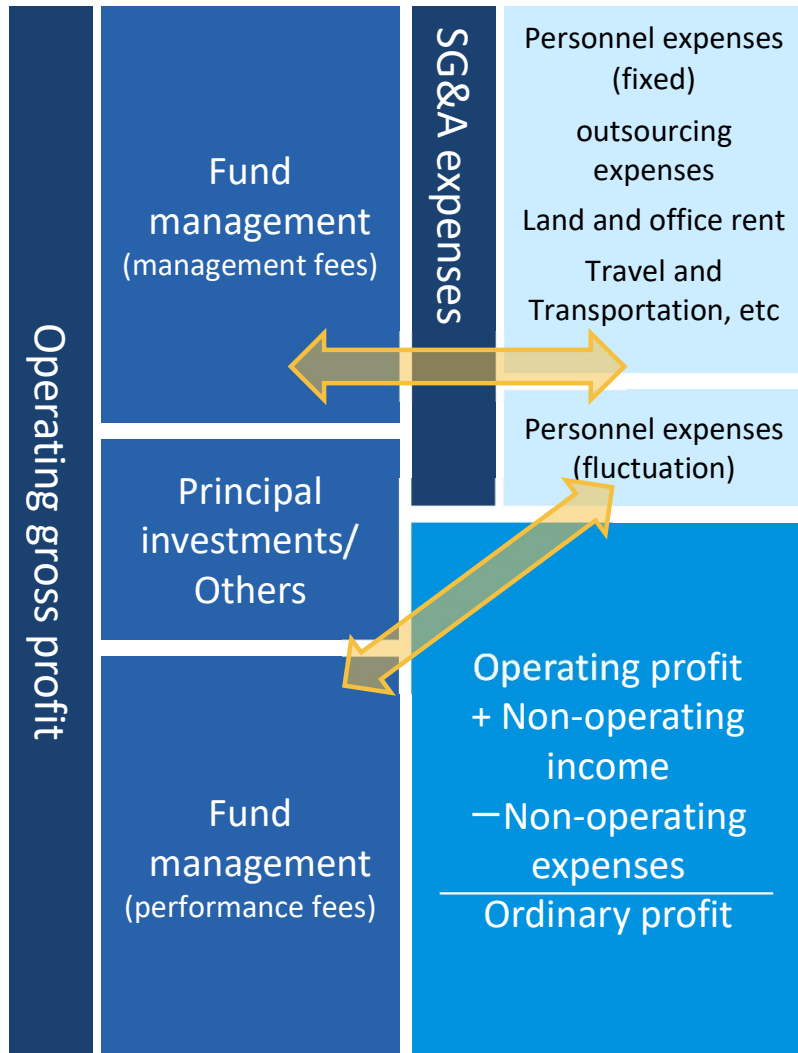 Operating gross profit
Fund
management
(management fees)
Principal
investments/
Others
Fund
management
(performance fees)
SG&A expenses
Personnel expenses
(fixed)
outsourcing
expenses
Land and office rent
Travel and
Transportation, etc
Personnel expenses
(fluctuation)
Operating profit
+ Non-operating
income
－Non-operating
expenses
Ordinary profit